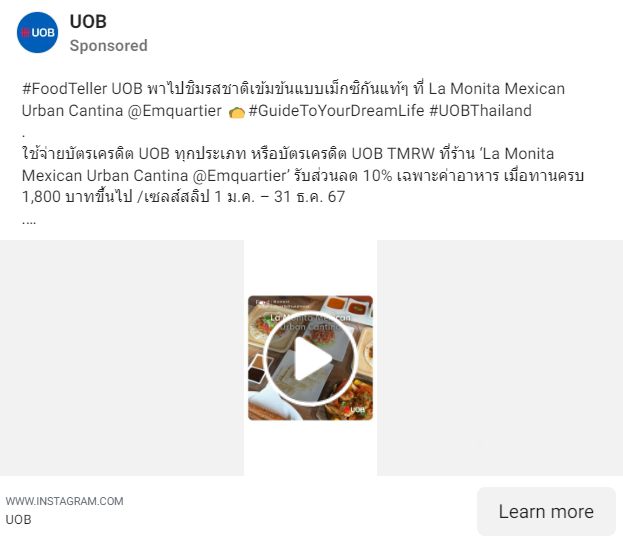 UOB
UOB
Sponsored
#FoodTeller UOB พาไปชิมรสชาติเข้มข้นแบบเม็กซิกันแท้ๆ ที่ La Monita Mexican
Urban Cantina @Emquartier 🌮 #GuideToYourDreamLife #UOBThailand
.
ใช้จ่ายบัตรเครดิต UOB ทุกประเภท หรือบัตรเครดิต UOB TMRW ที่ร้าน ‘La Monita
Mexican Urban Cantina @Emquartier’ รับส่วนลด 10% เฉพาะค่าอาหาร เมื่อทานครบ
1,800 บาทขึ้นไป /เซลส์สลิป 1 ม.ค. – 31 ธ.ค. 67
.…
La Monita Mexican
Urban Cantina
UOB
WWW.INSTAGRAM.COM
UOB
Learn more